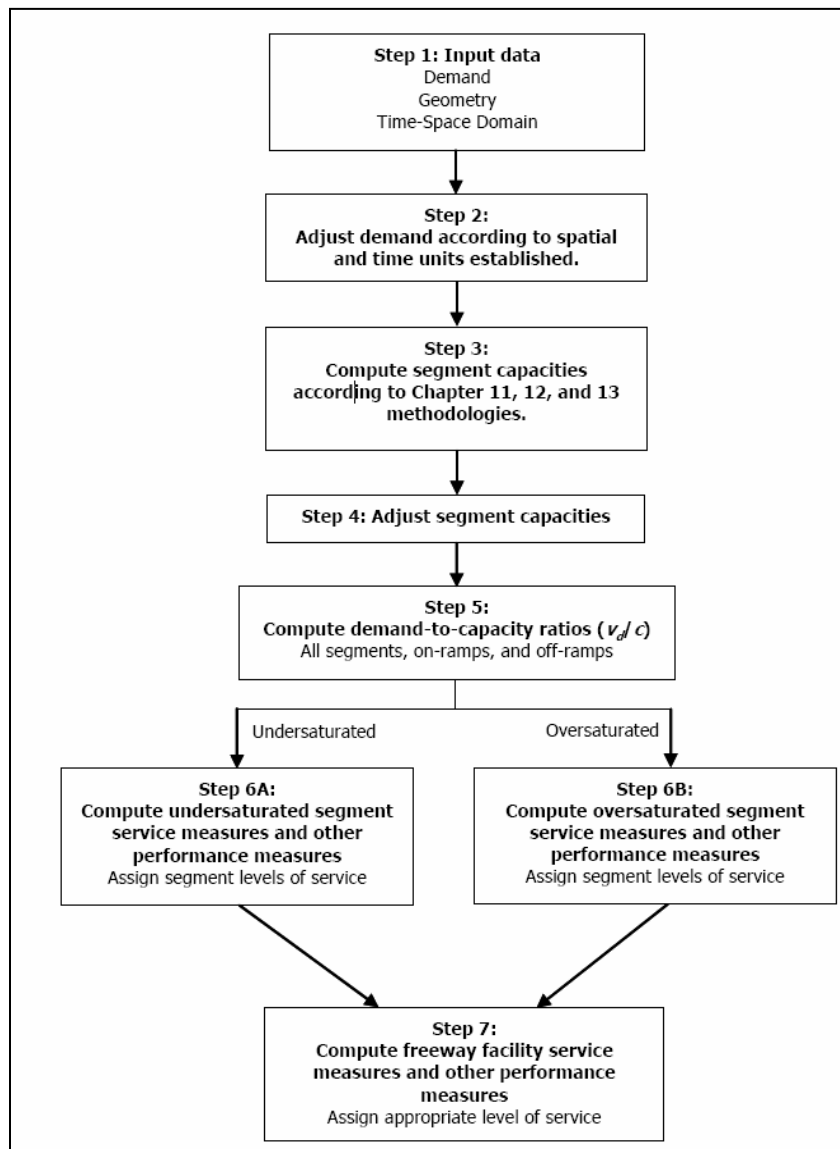 Step 1: Input data
Demand
Geometry
Time-Space Domain
Step 2:
Adjust demand according to spatial
and time units established.
Step 3:
Compute segment capacities
according to Chapter 11, 12, and 13
methodologies.
Step 4: Adjust segment capacities
Step 5:
Compute demand-to-capacity ratios (vd/c)
All segments, on-ramps, and off-ramps
Undersaturated
Oversaturated
Step 6A:
Compute undersaturated segment
service measures and other
performance measures
Assign segment levels of service
Step 6B:
Compute oversaturated segment
service measures and other
performance measures
Assign segment levels of service
Step 7:
Compute freeway facility service
measures and other performance
measures
Assign appropriate level of service